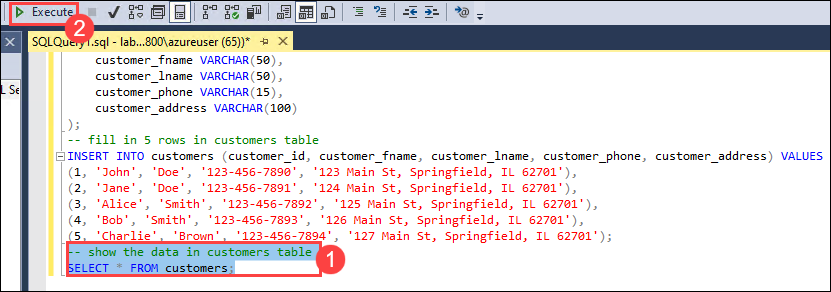 Execute
2
SQLQuery1.sql - lab...800\azureuser (65))*
L Se
customer_fname VARCHAR(50),
customer_lname VARCHAR(50),
customer_phone VARCHAR(15),
customer_address VARCHAR(100)
);
-- fill in 5 rows in customers table
INSERT INTO customers (customer_id, customer_fname, customer_lname, customer_phone, customer_address) VALUES
(1, 'John', 'Doe', '123-456-7890', '123 Main St, Springfield, IL 62701'),
(2, 'Jane', 'Doe', '123-456-7891', '124 Main St, Springfield, IL 62701'),
(3, 'Alice', 'Smith', '123-456-7892', '125 Main St, Springfield, IL 62701'),
(4, 'Bob', 'Smith', '123-456-7893', '126 Main St, Springfield, IL 62701'),
(5, 'Charlie', 'Brown', '123-456-7894', '127 Main St, Springfield, IL 62701');
-- show the data in customers table
1
SELECT * FROM customers;